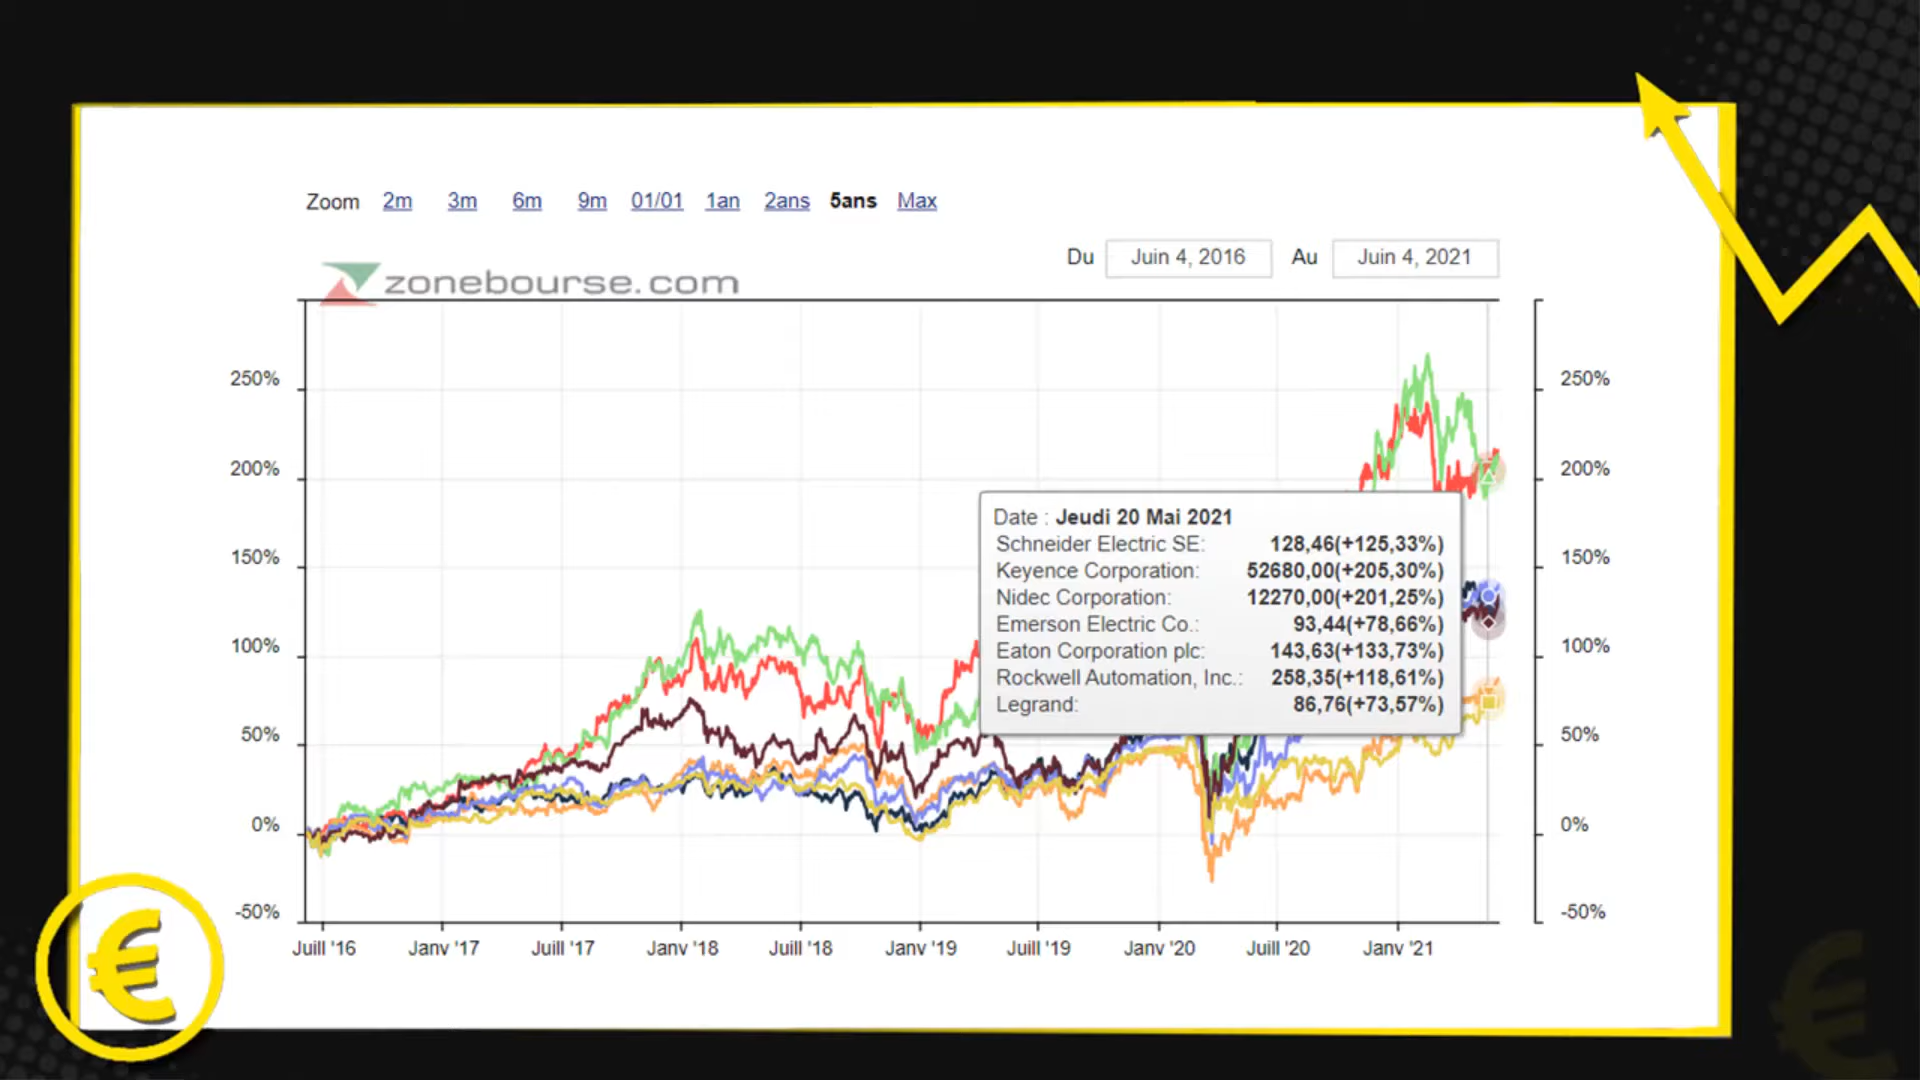 Zoom 2m 3m 6m 9m 01/01 1an 2ans 5ans Max
Du Juin 4, 2016 Au Juin 4, 2021
zonebourse.com
250% 250%
200% 200%
Date : Jeudi 20 Mai 2021
Schneider Electric SE: 128,46(+125,33%)
150% 150%
Keyence Corporation: 52680,00(+205,30%)
Nidec Corporation: 12270,00(+201,25%)
Emerson Electric Co.: 93,44(+78,66%)
100% 100%
Eaton Corporation plc: 143,63(+133,73%)
Rockwell Automation, Inc.: 258,35(+118,61%)
Legrand: 86,76(+73,57%)
50% 50%
0% 0%
-50% -50%
Juill '16 Janv '17 Juill '17 Janv '18 Juill '18 Janv '19 Juill '19 Janv '20 Juill '20 Janv '21
€
€